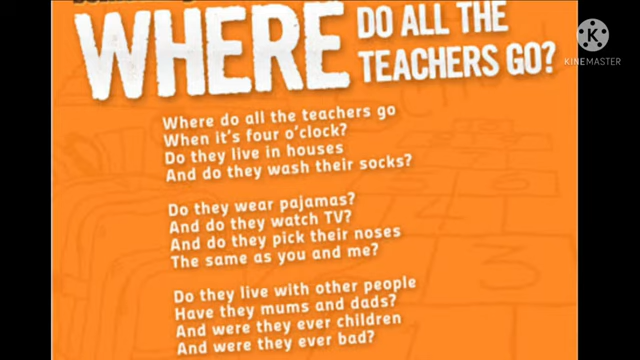 WHERE DO ALL THE
TEACHERS GO?
K
KINEMASTER
Where do all the teachers go
When it's four o'clock?
Do they live in houses
And do they wash their socks?
Do they wear pajamas?
And do they watch TV?
And do they pick their noses
The same as you and me?
Do they live with other people
Have they mums and dads?
And were they ever children
And were they ever bad?